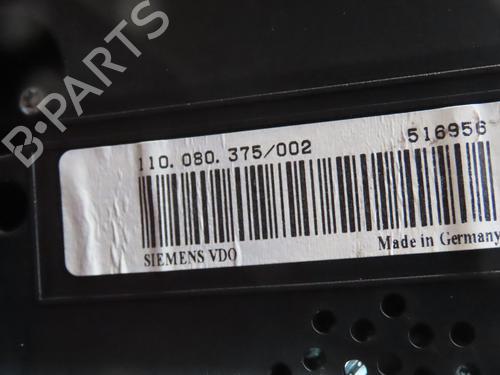 B-PARTS
110.080.375/002 516956
SIEMENS VDO Made in Germany